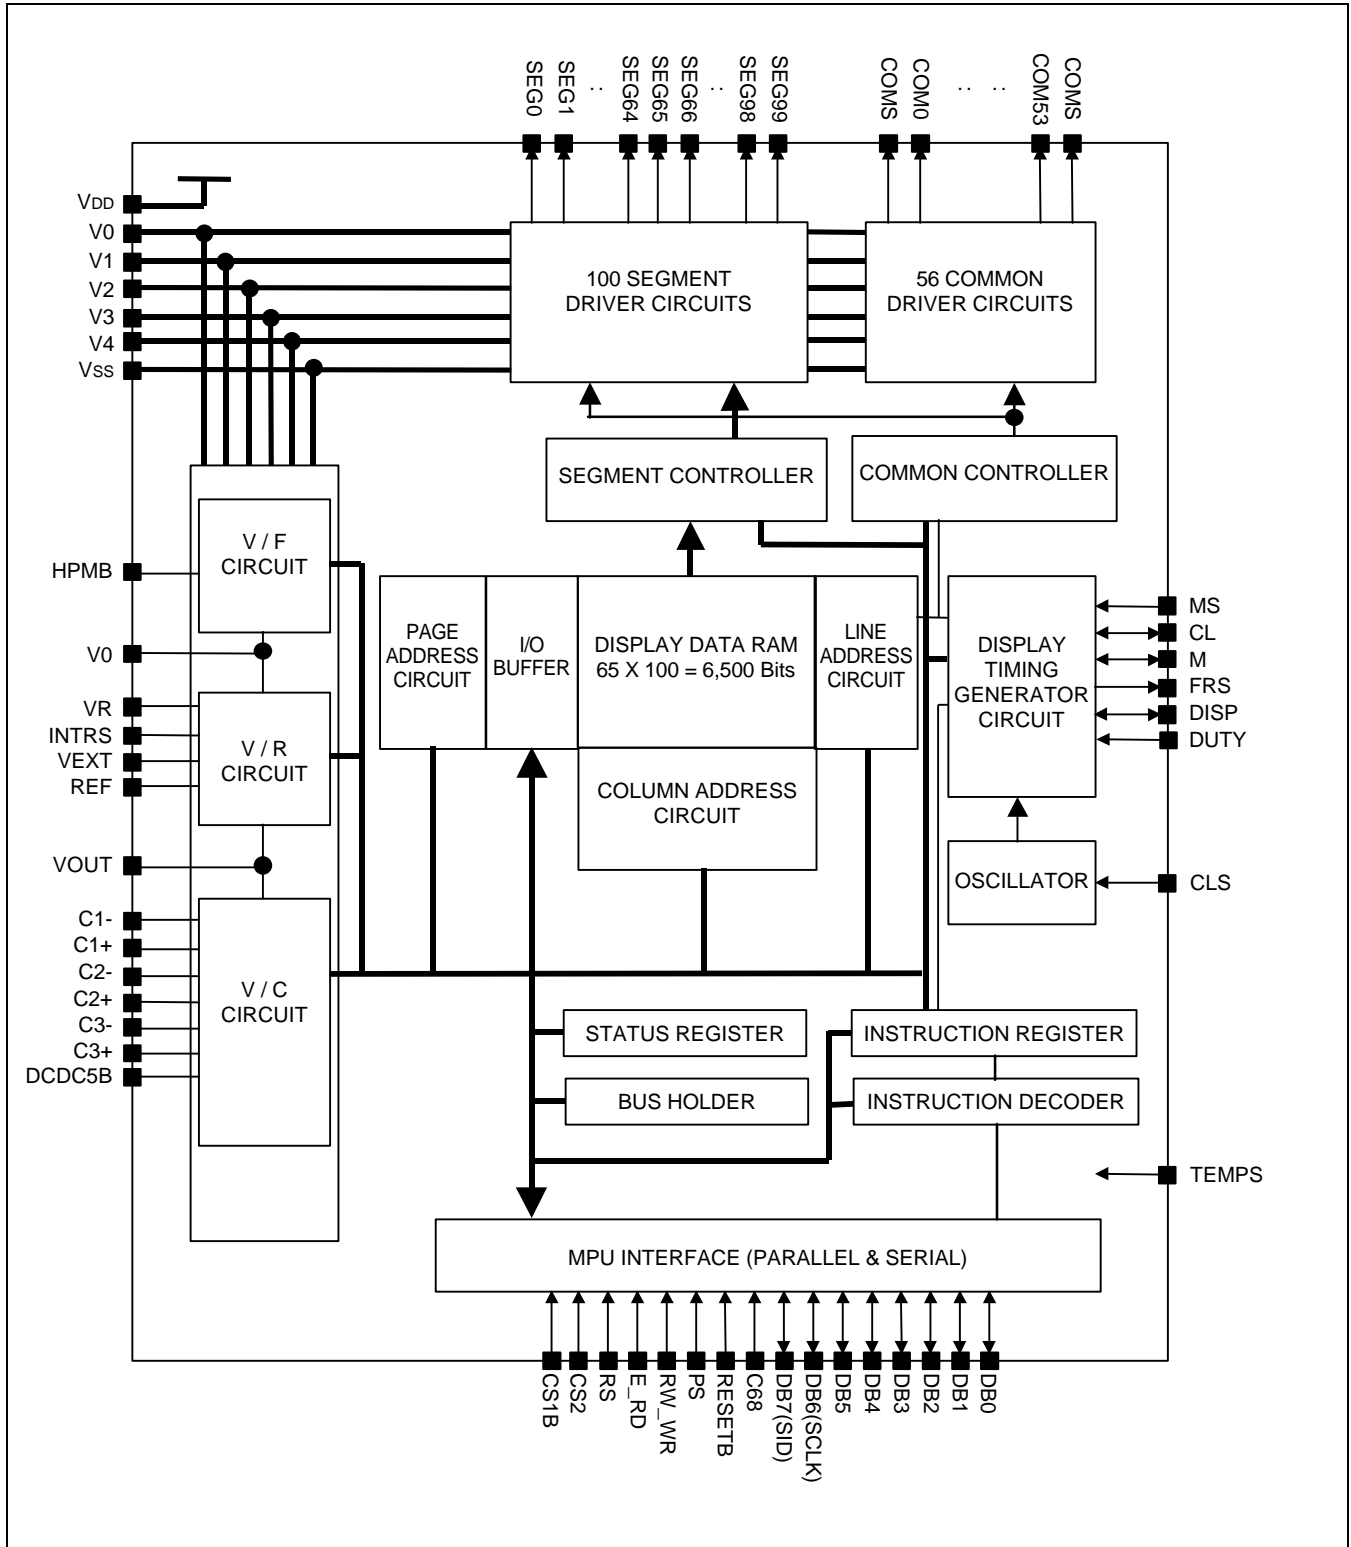 SEG0
SEG1
..
SEG64
SEG65
SEG66
..
SEG98
SEG99
COMS
COM0
..
..
COM53
COMS
VDD
V0
V1
V2
V3
V4
VSS
100 SEGMENT
DRIVER CIRCUITS
56 COMMON
DRIVER CIRCUITS
SEGMENT CONTROLLER
COMMON CONTROLLER
V / F
CIRCUIT
HPMB
V0
VR
INTRS
VEXT
REF
V / R
CIRCUIT
VOUT
C1-
C1+
C2-
C2+
C3-
C3+
DCDC5B
V / C
CIRCUIT
PAGE
ADDRESS
CIRCUIT
I/O
BUFFER
DISPLAY DATA RAM
65 X 100 = 6,500 Bits
LINE
ADDRESS
CIRCUIT
COLUMN ADDRESS
CIRCUIT
DISPLAY
TIMING
GENERATOR
CIRCUIT
MS
CL
M
FRS
DISP
DUTY
OSCILLATOR
CLS
STATUS REGISTER
INSTRUCTION REGISTER
BUS HOLDER
INSTRUCTION DECODER
TEMPS
MPU INTERFACE (PARALLEL & SERIAL)
CS1B
CS2
RS
E_RD
RW_WR
PS
RESETB
C68
DB7(SID)
DB6(SCLK)
DB5
DB4
DB3
DB2
DB1
DB0